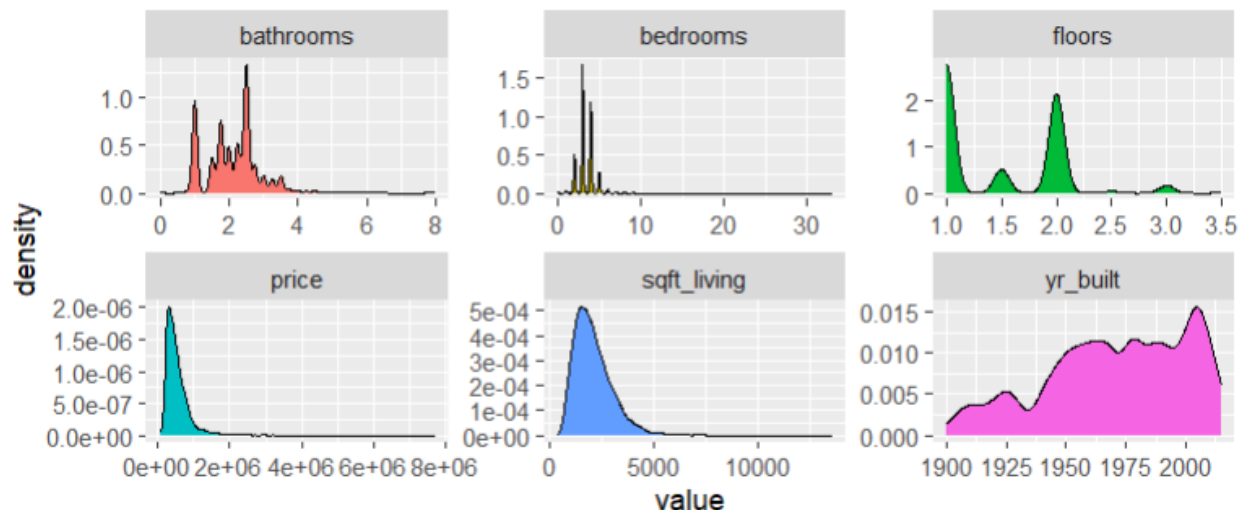 bathrooms
1.0
0.5
0.0
0 2 4 6 8
bedrooms
1.5
1.0
0.5
0.0
0 10 20 30
floors
2
1
0
1.0 1.5 2.0 2.5 3.0 3.5
density
price
2.0e-06
1.5e-06
1.0e-06
5.0e-07
0.0e+00
0e+00 2e+06 4e+06 6e+06 8e+06
sqft_living
5e-04
4e-04
3e-04
2e-04
1e-04
0e+00
0 5000 10000
yr_built
0.015
0.010
0.005
0.000
1900 1925 1950 1975 2000
value